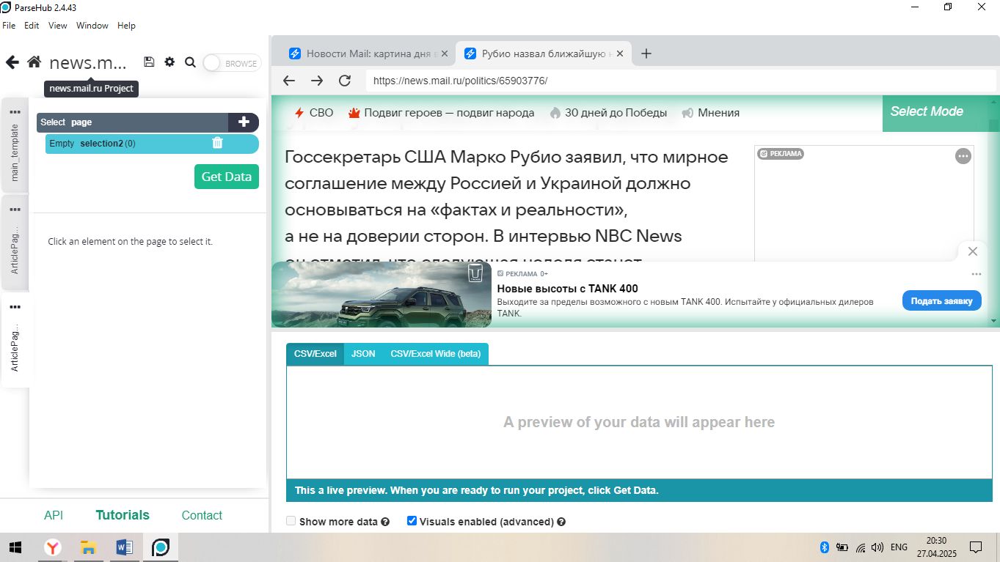 ParseHub 2.4.43
File Edit View Window Help
news.m...
BROWSE
news.mail.ru Project
main_template
ArticlePag...
ArticlePag...
Select page
Empty selection2 (0)
Get Data
Click an element on the page to select it.
API Tutorials Contact
Новости Mail: картина дня в
Рубио назвал ближайшую н
https://news.mail.ru/politics/65903776/
СВО Подвиг героев — подвиг народа 30 дней до Победы Мнения
Select Mode
Госсекретарь США Марко Рубио заявил, что мирное
соглашение между Россией и Украиной должно
основываться на «фактах и реальности»,
а не на доверии сторон. В интервью NBC News
он отметил, что следующая неделя станет
РЕКЛАМА
TANK
РЕКЛАМА 0+
Новые высоты с TANK 400
Выходите за пределы возможного с новым TANK 400. Испытайте у официальных дилеров
TANK.
Подать заявку
CSV/Excel JSON CSV/Excel Wide (beta)
A preview of your data will appear here
This a live preview. When you are ready to run your project, click Get Data.
Show more data Visuals enabled (advanced)
ENG
20:30
27.04.2025